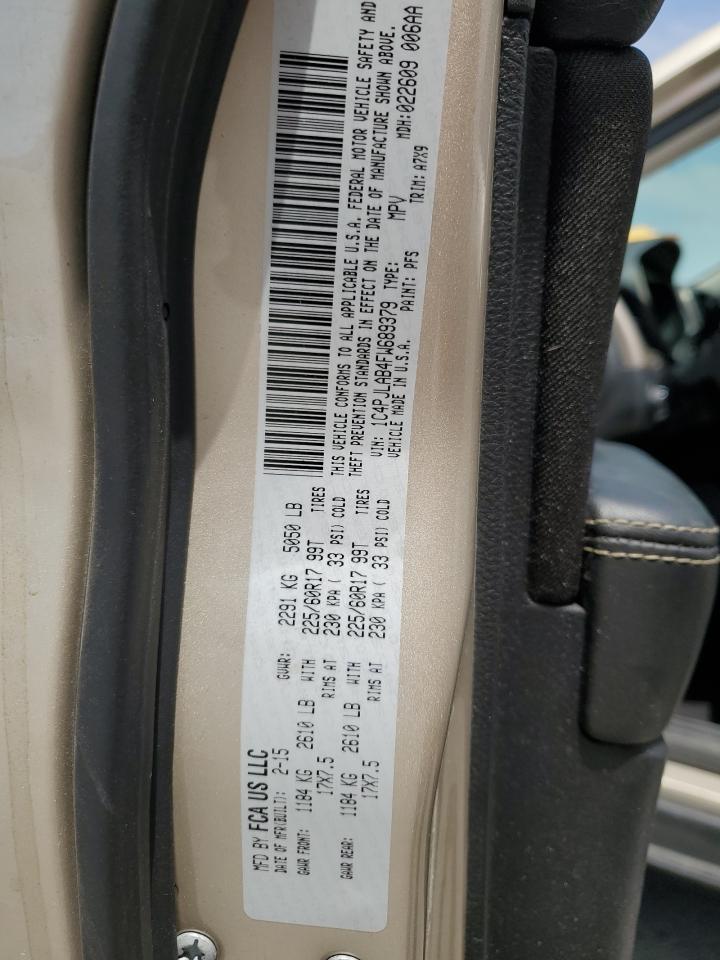 MFD BY FCA US LLC
DATE OF MFR(BUILT): 2-15 GVWR: 2291 KG 5050 LB
GAWR FRONT: 1184 KG 2610 LB WITH 225/60R17 99T TIRES
17X7.5 RIMS AT 230 KPA ( 33 PSI) COLD
GAWR REAR: 1184 KG 2610 LB WITH 225/60R17 99T TIRES
17X7.5 RIMS AT 230 KPA ( 33 PSI) COLD
THIS VEHICLE CONFORMS TO ALL APPLICABLE U.S.A. FEDERAL MOTOR VEHICLE SAFETY AND
THEFT PREVENTION STANDARDS IN EFFECT ON THE DATE OF MANUFACTURE SHOWN ABOVE.
VIN: 1C4PJLAB4FW689379 TYPE: MPV MDH:022609 006AA
VEHICLE MADE IN U.S.A. PAINT: PFS TRIM: A7X9